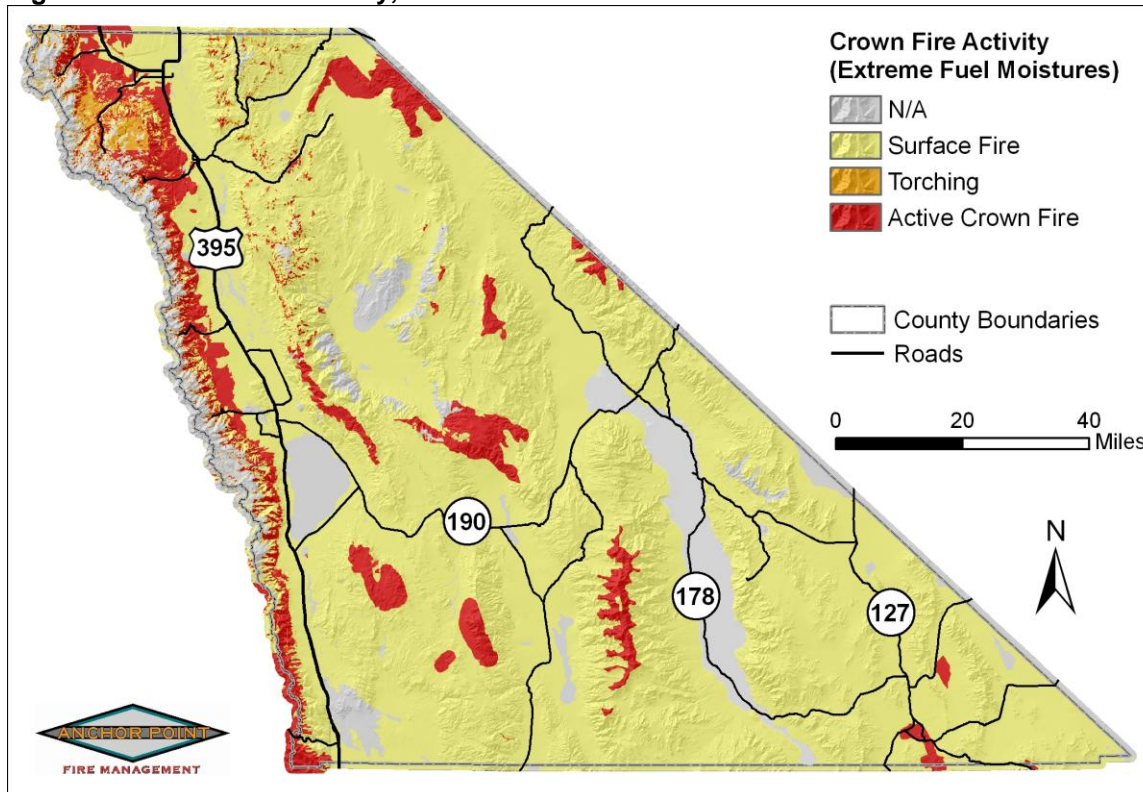 Crown Fire Activity
(Extreme Fuel Moistures)
N/A
Surface Fire
Torching
Active Crown Fire
395
County Boundaries
Roads
0 20 40
Miles
190
N
178
127
ANCHOR POINT
FIRE MANAGEMENT